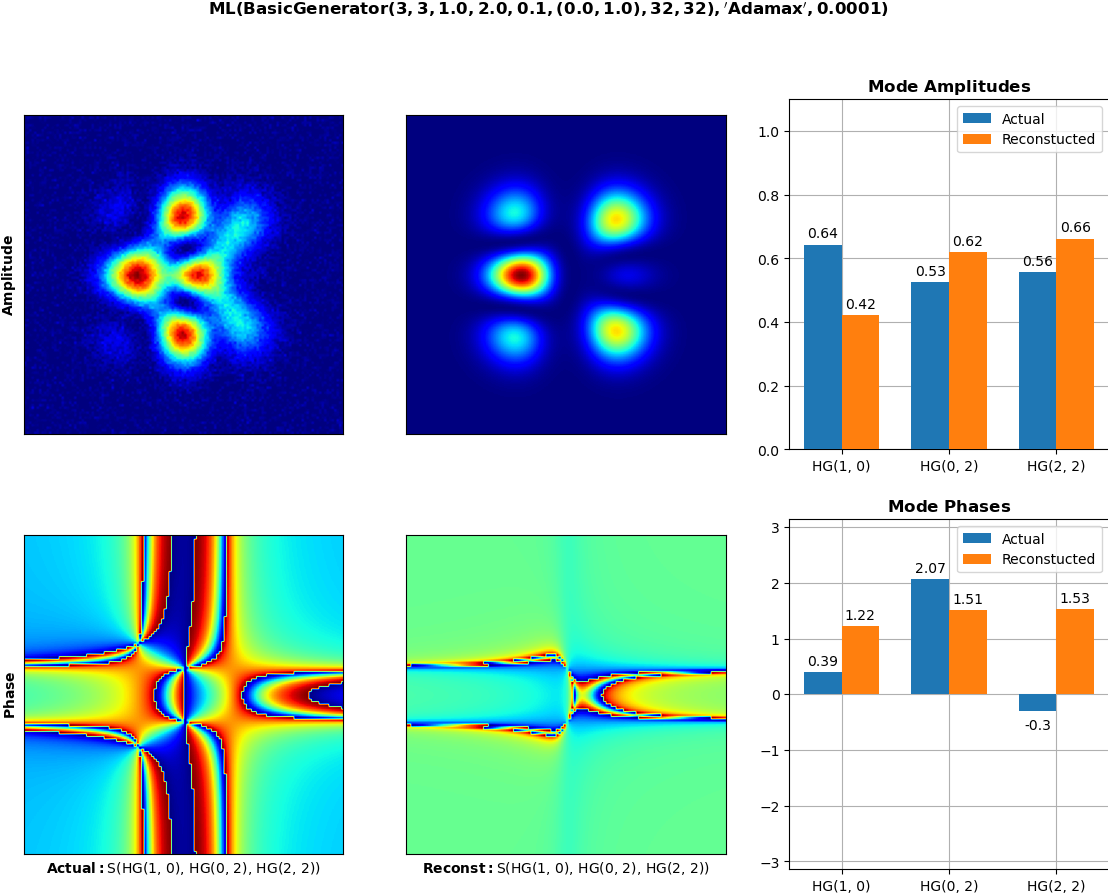 ML(BasicGenerator(3, 3, 1.0, 2.0, 0.1, (0.0, 1.0), 32, 32), ′Adamax′, 0.0001)
Amplitude
Mode Amplitudes
Actual
Reconstucted
1.0
0.8
0.6
0.4
0.2
0.0
0.64
0.42
0.53
0.62
0.56
0.66
HG(1, 0)
HG(0, 2)
HG(2, 2)
Phase
Actual: S(HG(1, 0), HG(0, 2), HG(2, 2))
Reconst: S(HG(1, 0), HG(0, 2), HG(2, 2))
Mode Phases
Actual
Reconstucted
3
2
1
0
−1
−2
−3
0.39
1.22
2.07
1.51
-0.3
1.53
HG(1, 0)
HG(0, 2)
HG(2, 2)